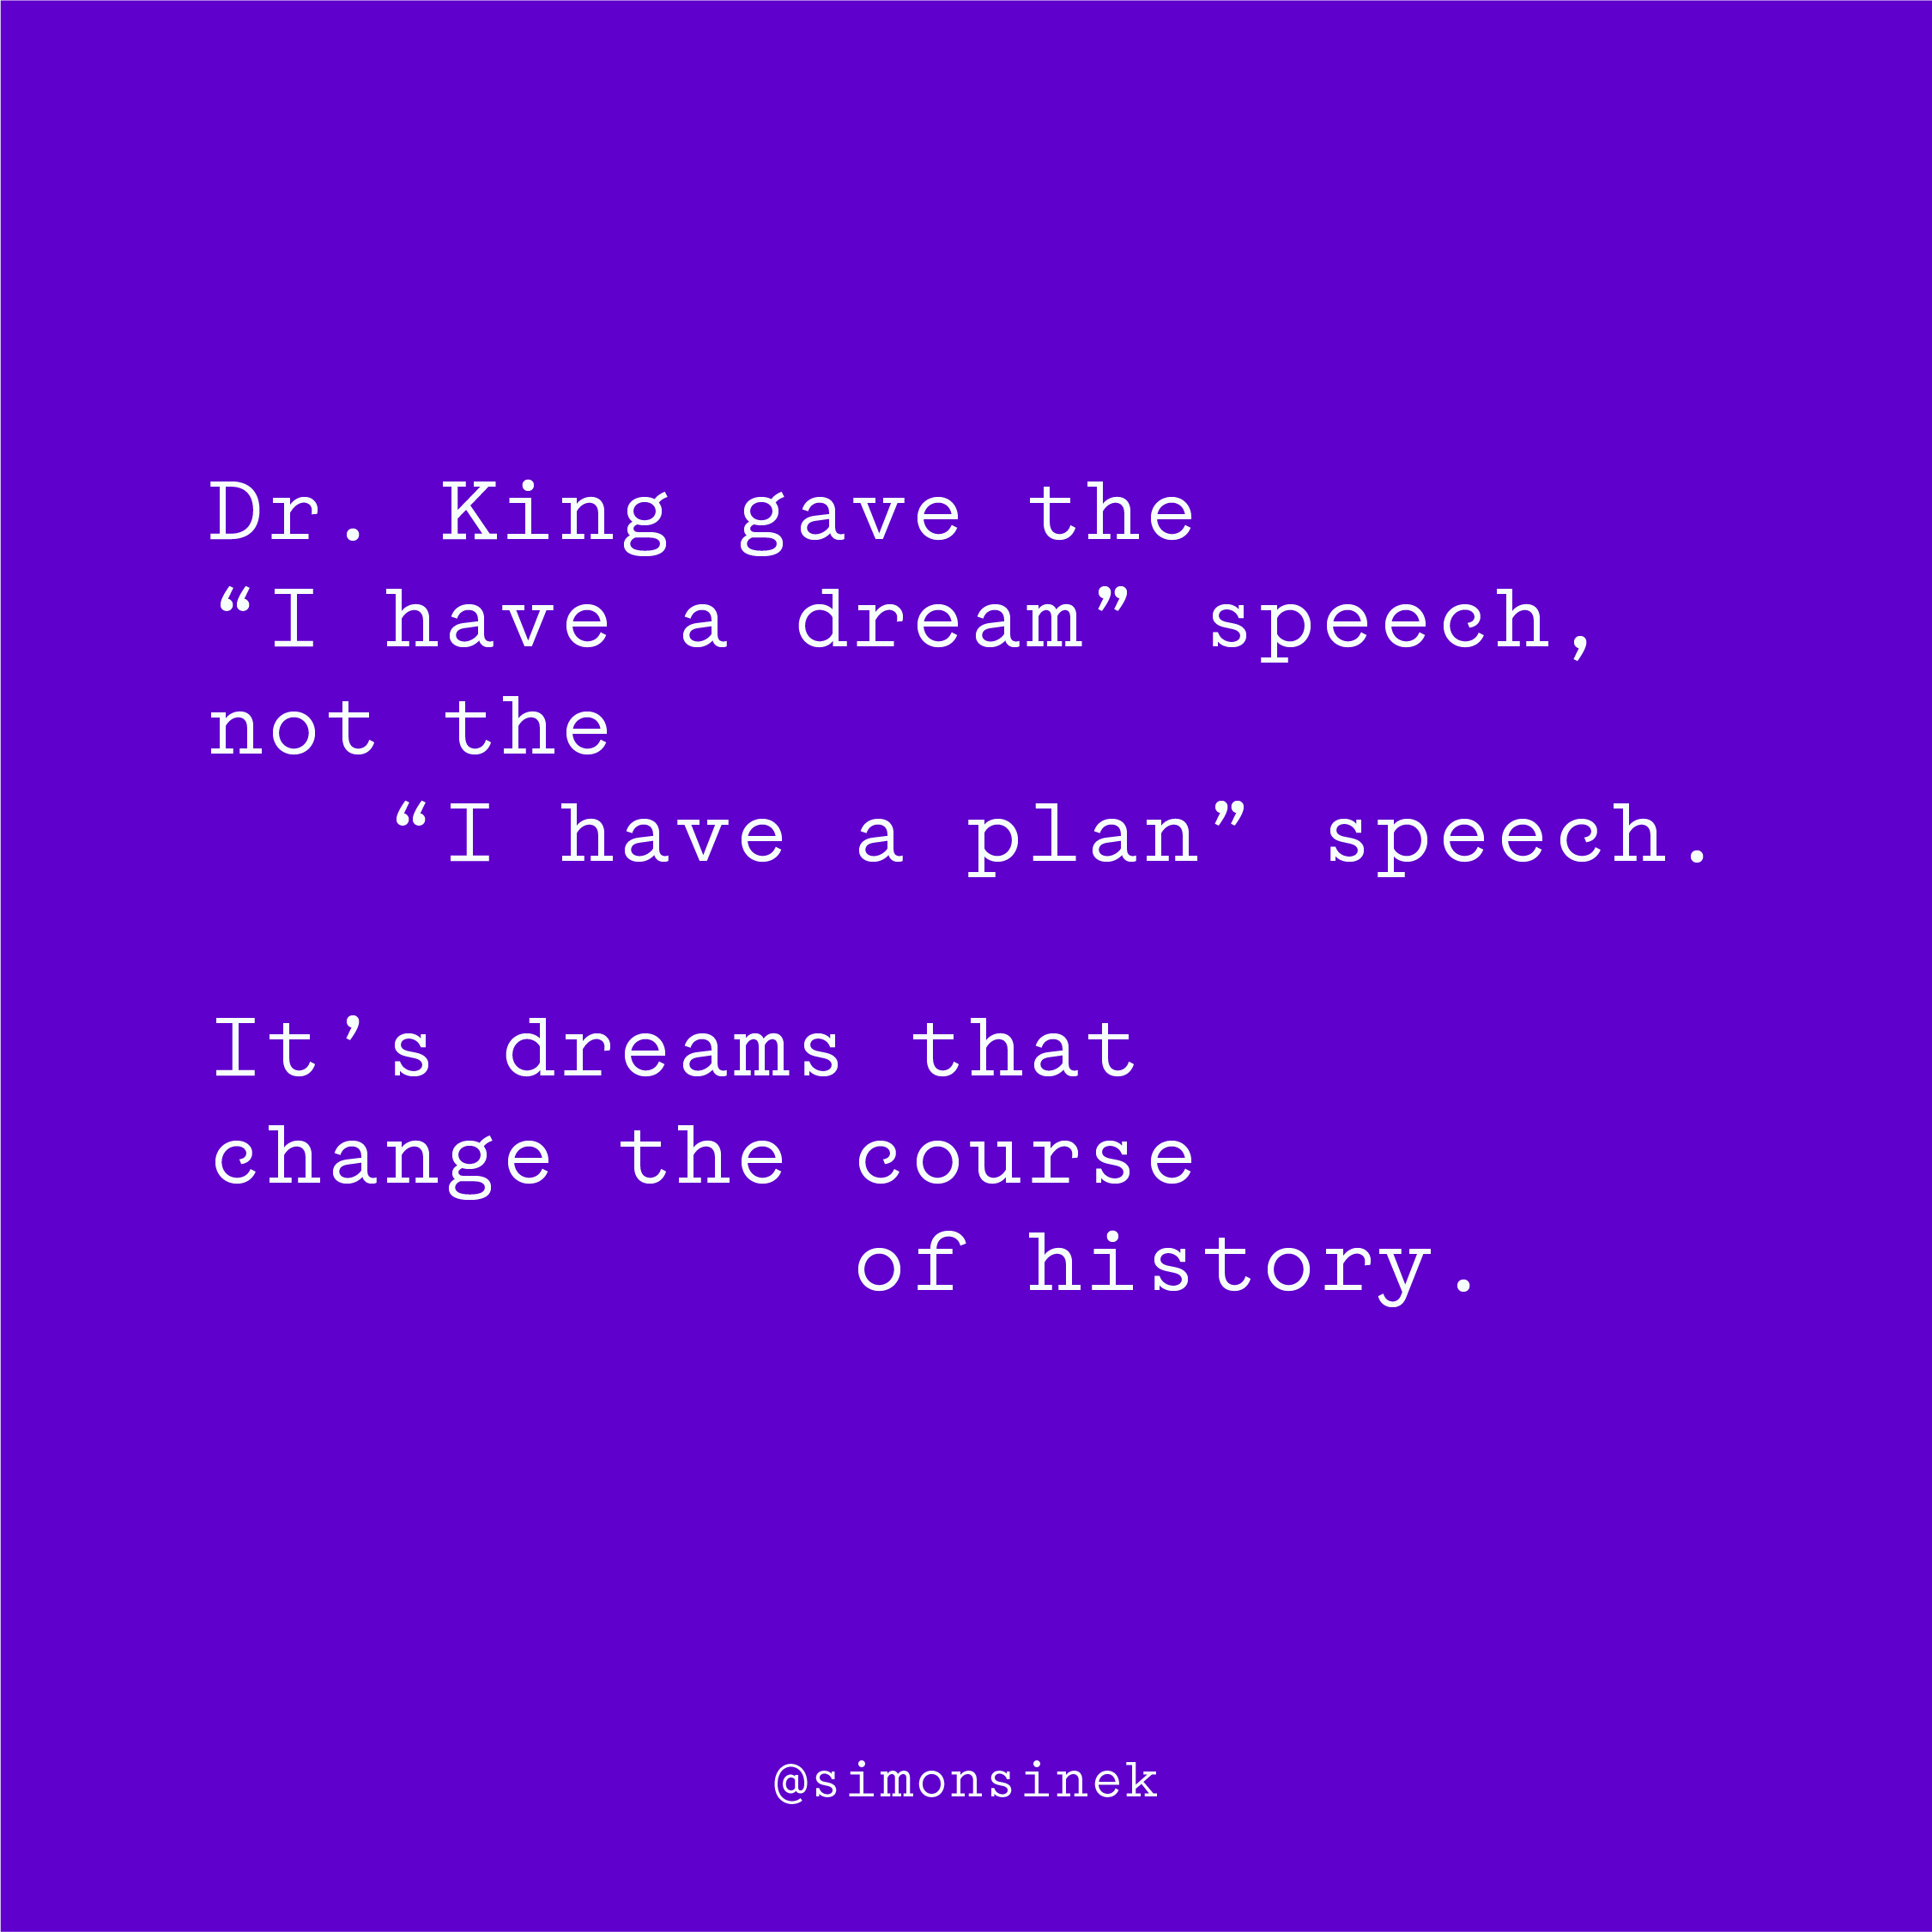 Dr. King gave the
“I have a dream” speech,
not the
“I have a plan” speech.
It’s dreams that
change the course
of history.
@simonsinek